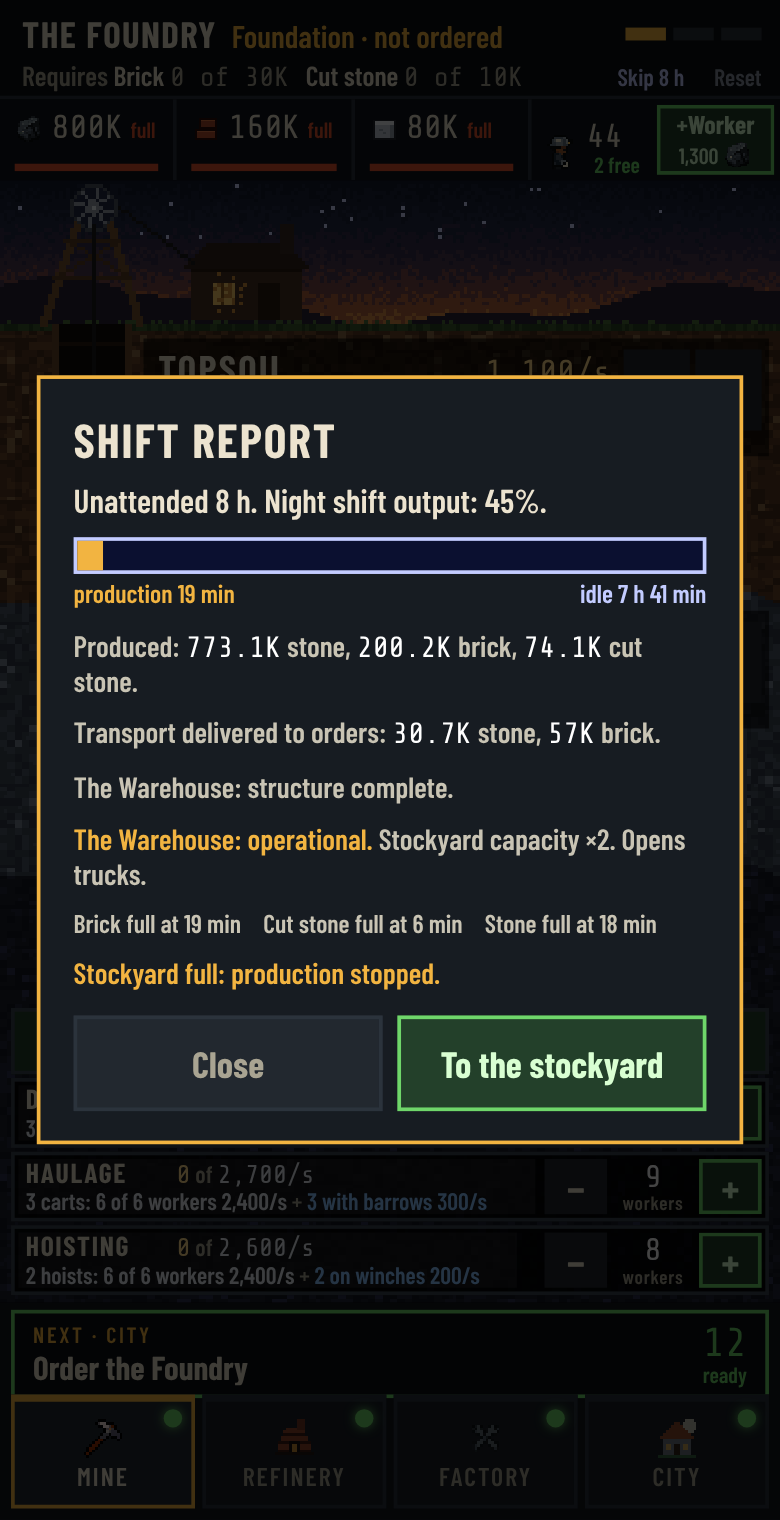 THE FOUNDRY Foundation · not ordered
Requires Brick 0 of 30K Cut stone 0 of 10K Skip 8 h Reset
800K full 160K full 80K full 44 2 free +Worker 1,300
TOPSOIL 1,100/s
SHIFT REPORT
Unattended 8 h. Night shift output: 45%.
production 19 min idle 7 h 41 min
Produced: 773.1K stone, 200.2K brick, 74.1K cut
stone.
Transport delivered to orders: 30.7K stone, 57K brick.
The Warehouse: structure complete.
The Warehouse: operational. Stockyard capacity ×2. Opens
trucks.
Brick full at 19 min Cut stone full at 6 min Stone full at 18 min
Stockyard full: production stopped.
Close To the stockyard
D
3
HAULAGE 0 of 2,700/s
3 carts: 6 of 6 workers 2,400/s + 3 with barrows 300/s − 9 workers +
HOISTING 0 of 2,600/s
2 hoists: 6 of 6 workers 2,400/s + 2 on winches 200/s − 8 workers +
NEXT · CITY
Order the Foundry 12 ready
MINE REFINERY FACTORY CITY